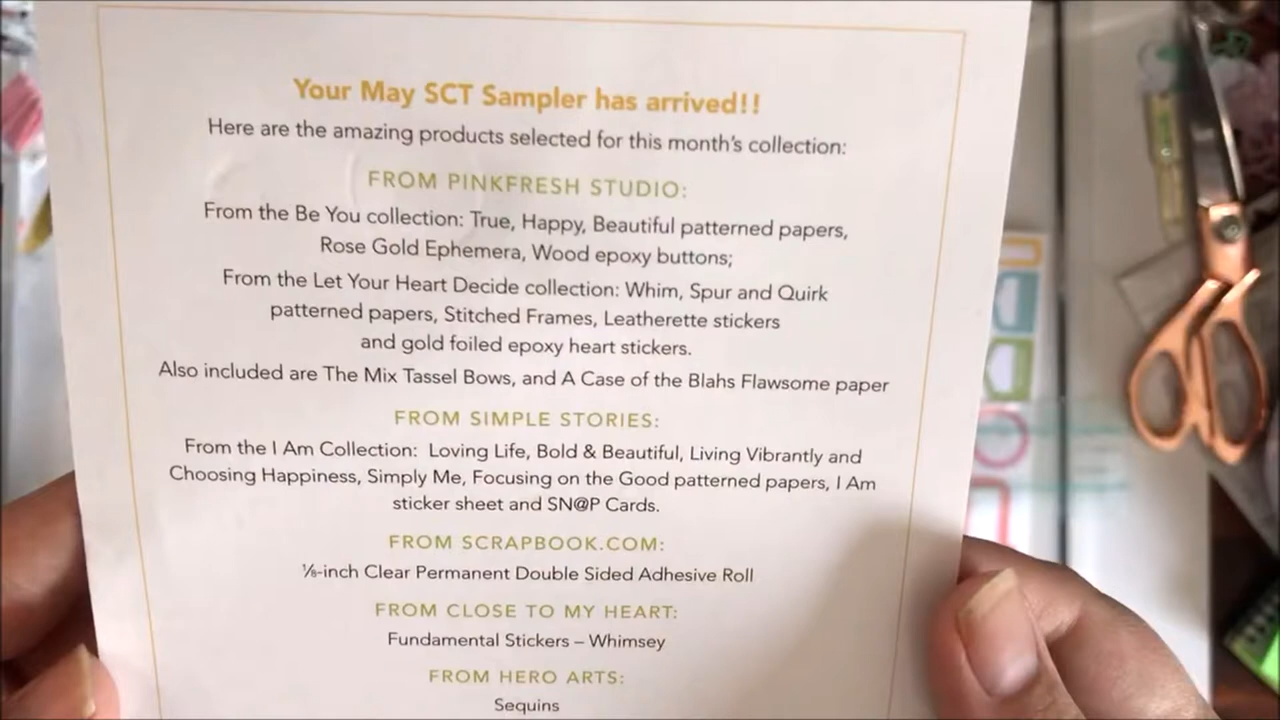 Your May SCT Sampler has arrived!!
Here are the amazing products selected for this month's collection:
FROM PINKFRESH STUDIO:
From the Be You collection: True, Happy, Beautiful patterned papers,
Rose Gold Ephemera, Wood epoxy buttons;
From the Let Your Heart Decide collection: Whim, Spur and Quirk
patterned papers, Stitched Frames, Leatherette stickers
and gold foiled epoxy heart stickers.
Also included are The Mix Tassel Bows, and A Case of the Blahs Flawsome paper
FROM SIMPLE STORIES:
From the I Am Collection: Loving Life, Bold & Beautiful, Living Vibrantly and
Choosing Happiness, Simply Me, Focusing on the Good patterned papers, I Am
sticker sheet and SN@P Cards.
FROM SCRAPBOOK.COM:
⅛-inch Clear Permanent Double Sided Adhesive Roll
FROM CLOSE TO MY HEART:
Fundamental Stickers – Whimsey
FROM HERO ARTS:
Sequins